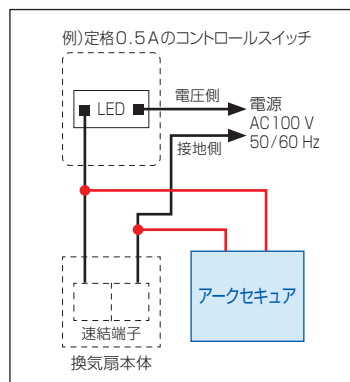 例)定格0.5Aのコントロールスイッチ
LED
電圧側
電源
AC100 V
50/60 Hz
接地側
アークセキュア
速結端子
換気扇本体